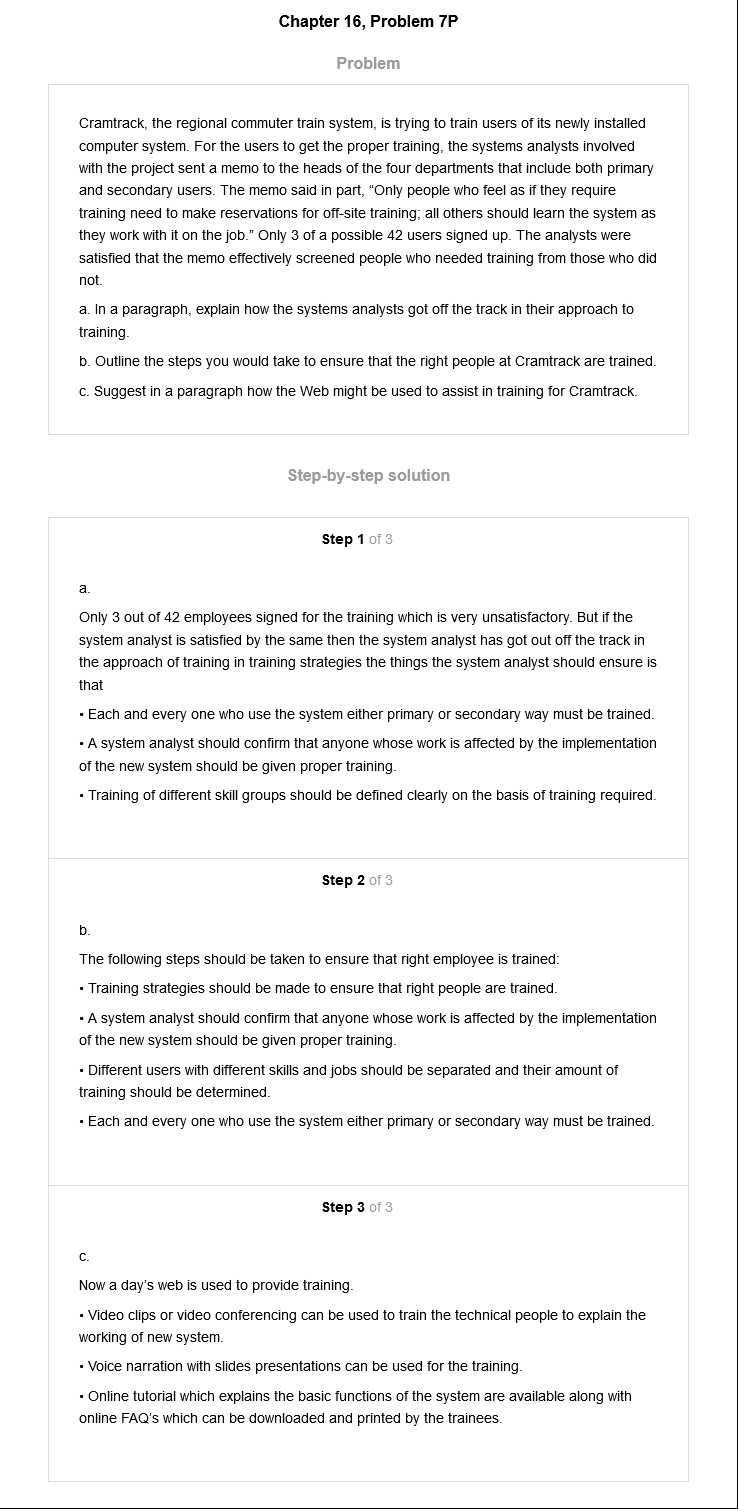 Chapter 16, Problem 7P
Problem
Cramtrack, the regional commuter train system, is trying to train users of its newly installed
computer system. For the users to get the proper training, the systems analysts involved
with the project sent a memo to the heads of the four departments that include both primary
and secondary users. The memo said in part, “Only people who feel as if they require
training need to make reservations for off-site training; all others should learn the system as
they work with it on the job.” Only 3 of a possible 42 users signed up. The analysts were
satisfied that the memo effectively screened people who needed training from those who did
not.
a. In a paragraph, explain how the systems analysts got off the track in their approach to
training.
b. Outline the steps you would take to ensure that the right people at Cramtrack are trained.
c. Suggest in a paragraph how the Web might be used to assist in training for Cramtrack.
Step-by-step solution
Step 1 of 3
a.
Only 3 out of 42 employees signed for the training which is very unsatisfactory. But if the
system analyst is satisfied by the same then the system analyst has got out off the track in
the approach of training in training strategies the things the system analyst should ensure is
that
• Each and every one who use the system either primary or secondary way must be trained.
• A system analyst should confirm that anyone whose work is affected by the implementation
of the new system should be given proper training.
• Training of different skill groups should be defined clearly on the basis of training required.
Step 2 of 3
b.
The following steps should be taken to ensure that right employee is trained:
• Training strategies should be made to ensure that right people are trained.
• A system analyst should confirm that anyone whose work is affected by the implementation
of the new system should be given proper training.
• Different users with different skills and jobs should be separated and their amount of
training should be determined.
• Each and every one who use the system either primary or secondary way must be trained.
Step 3 of 3
c.
Now a day’s web is used to provide training.
• Video clips or video conferencing can be used to train the technical people to explain the
working of new system.
• Voice narration with slides presentations can be used for the training.
• Online tutorial which explains the basic functions of the system are available along with
online FAQ’s which can be downloaded and printed by the trainees.